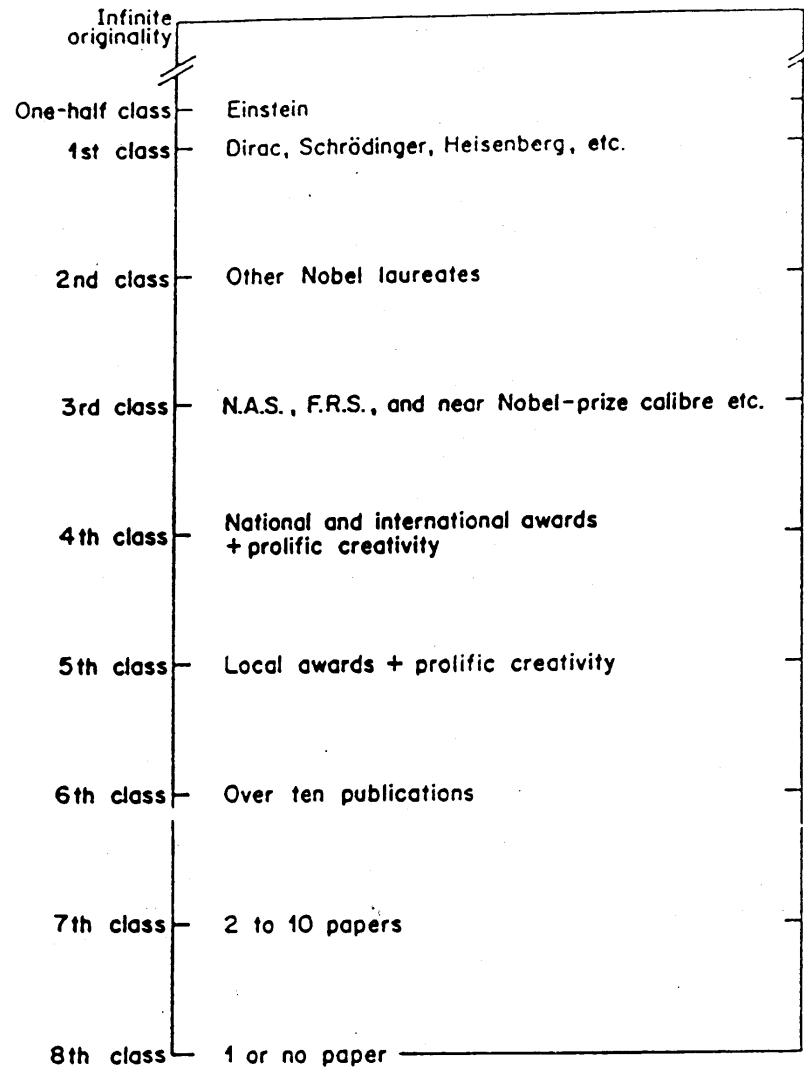 Infinite
originality
One-half class Einstein
1st class Dirac, Schrödinger, Heisenberg, etc.
2nd class Other Nobel laureates
3rd class N.A.S., F.R.S., and near Nobel-prize calibre etc.
4th class National and international awards
+ prolific creativity
5th class Local awards + prolific creativity
6th class Over ten publications
7th class 2 to 10 papers
8th class 1 or no paper